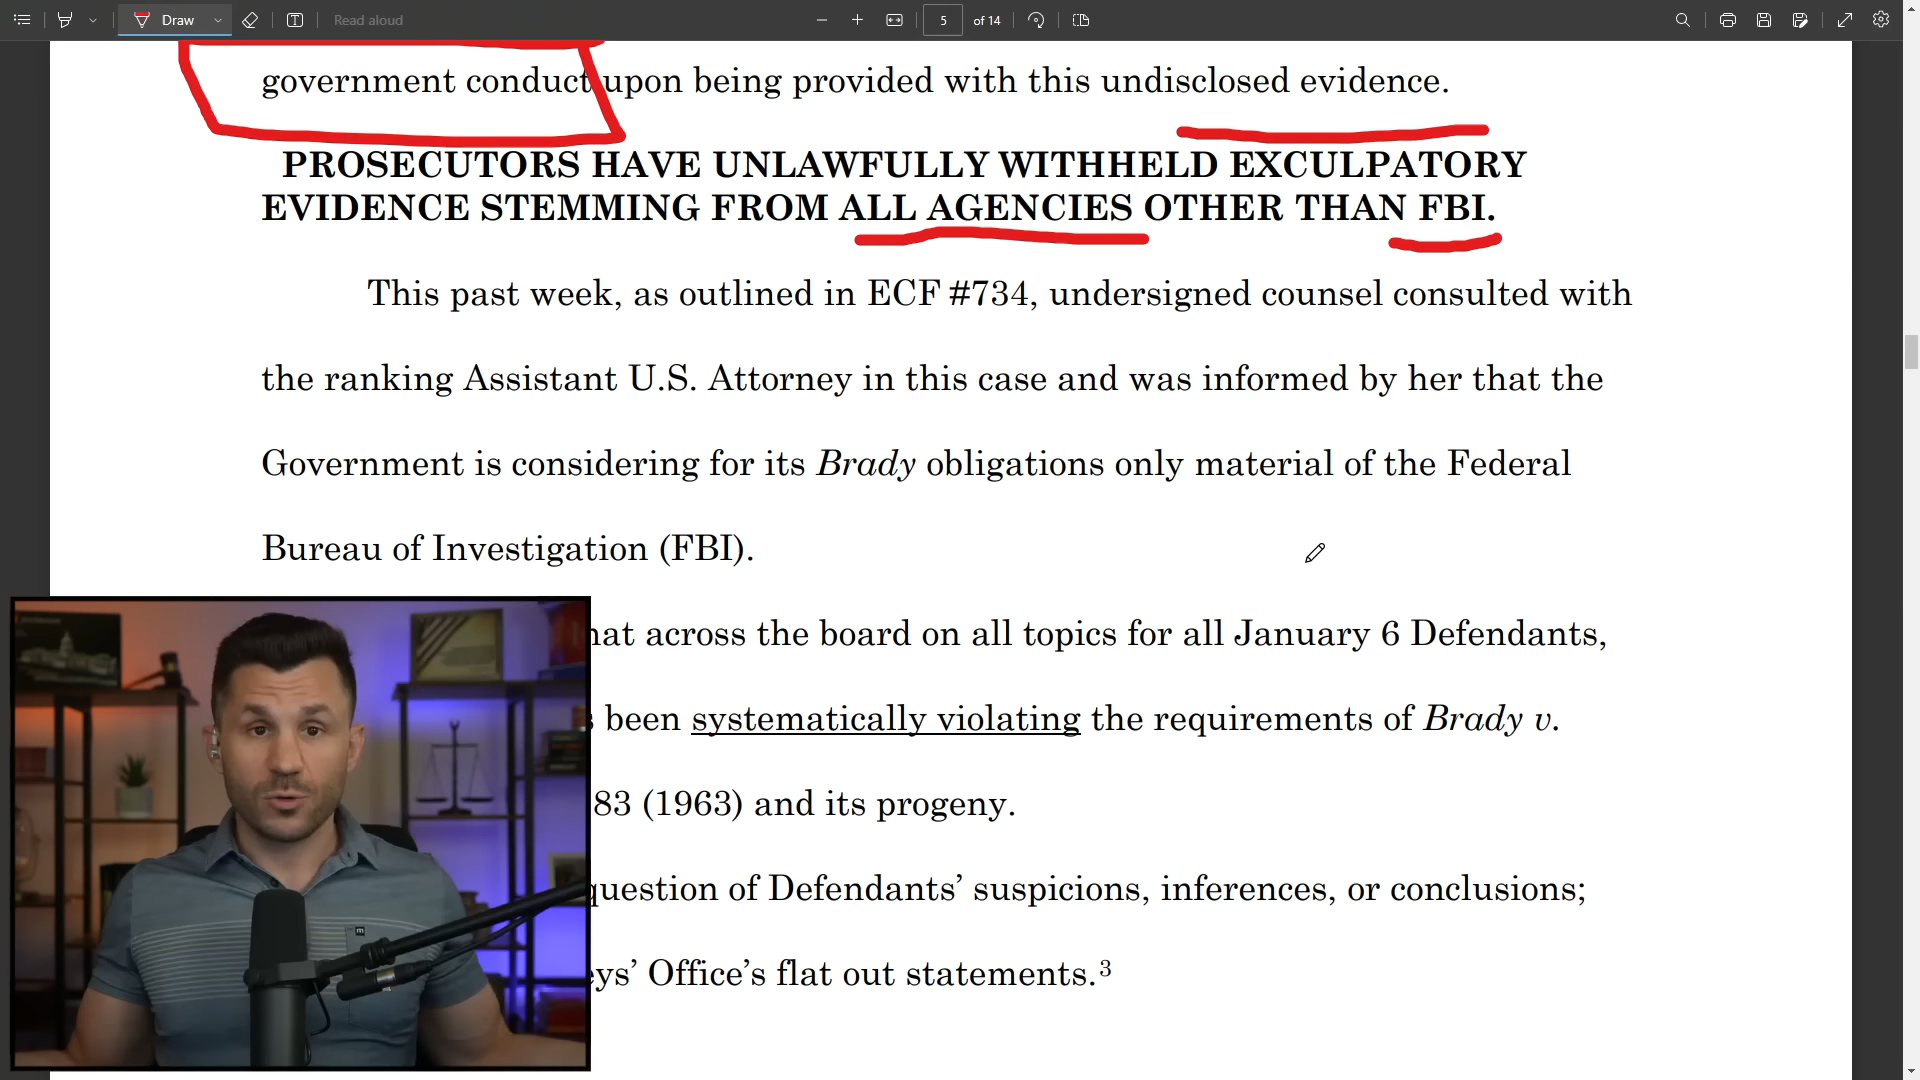 Draw
Read aloud
5
of 14
government conduct upon being provided with this undisclosed evidence.
PROSECUTORS HAVE UNLAWFULLY WITHHELD EXCULPATORY
EVIDENCE STEMMING FROM ALL AGENCIES OTHER THAN FBI.
This past week, as outlined in ECF #734, undersigned counsel consulted with
the ranking Assistant U.S. Attorney in this case and was informed by her that the
Government is considering for its Brady obligations only material of the Federal
Bureau of Investigation (FBI).
across the board on all topics for all January 6 Defendants,
been systematically violating the requirements of Brady v.
83 (1963) and its progeny.
question of Defendants’ suspicions, inferences, or conclusions;
Office’s flat out statements.3